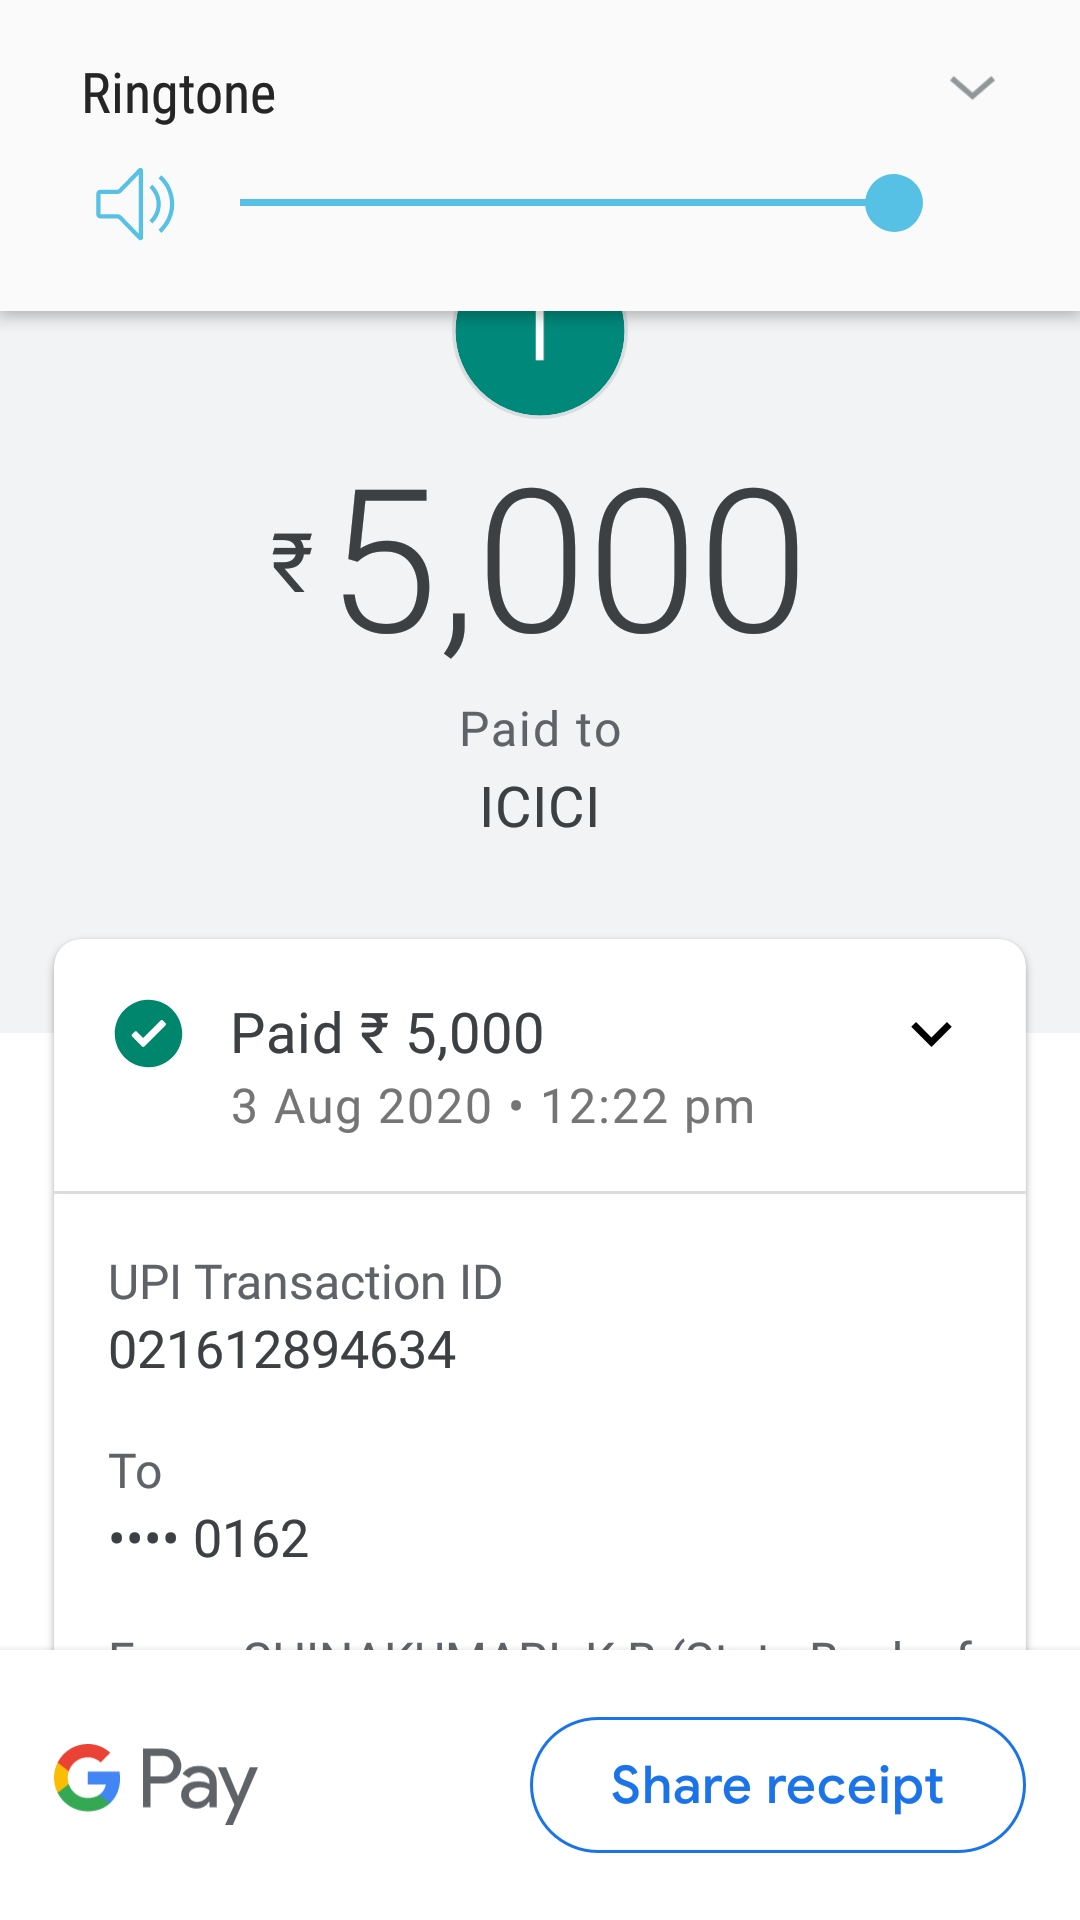 Ringtone
₹5,000
Paid to
ICICI
Paid ₹ 5,000
3 Aug 2020 • 12:22 pm
UPI Transaction ID
021612894634
To
•••• 0162
G Pay
Share receipt